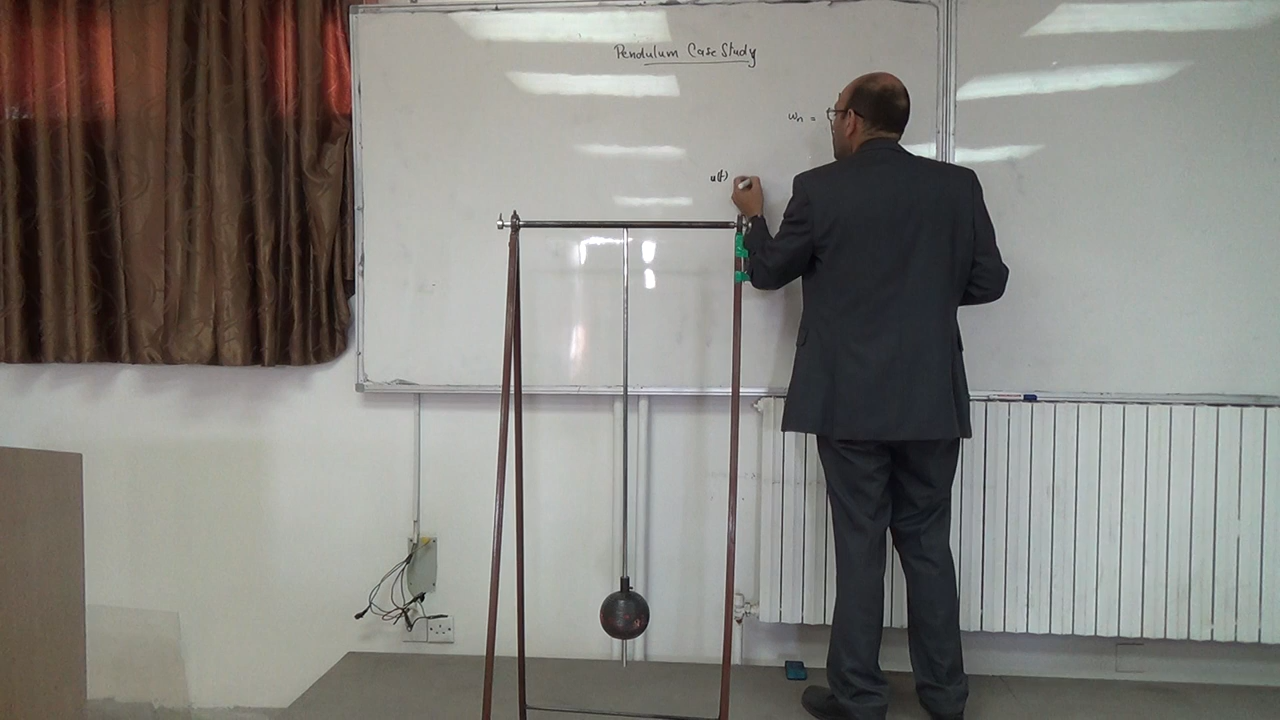 Pendulum Case Study
ωn =
u(t)